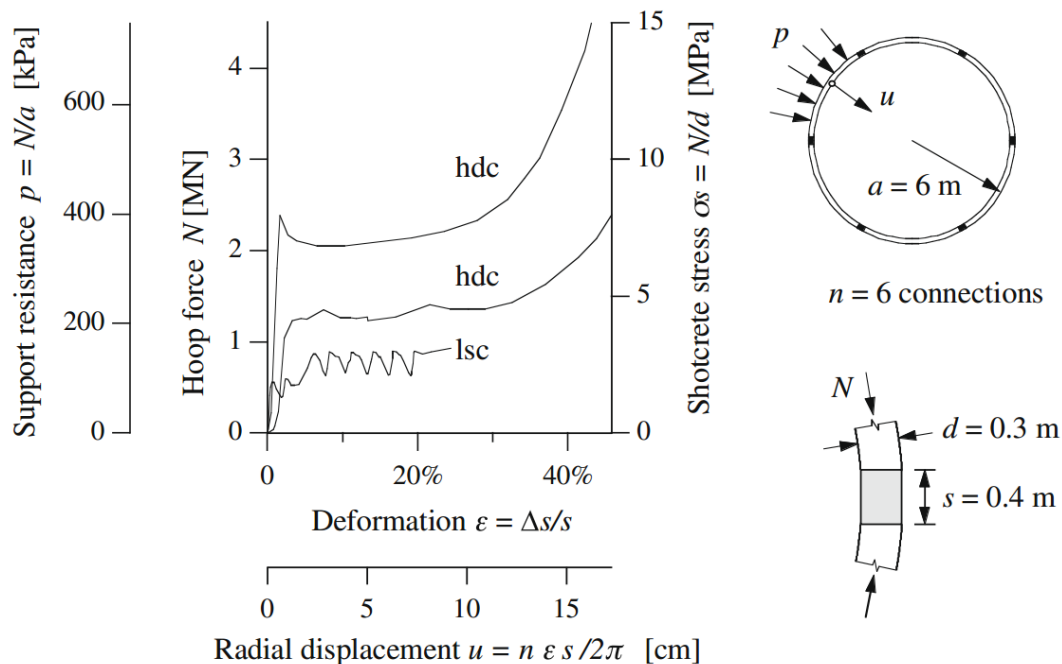 Support resistance p = N/a [kPa]
600
400
200
0
Hoop force N [MN]
4
3
2
1
0
hdc
hdc
lsc
15
10
5
0
Shotcrete stress σs = N/d [MPa]
0 20% 40%
Deformation ε = Δs/s
0 5 10 15
Radial displacement u = n ε s/2π [cm]
p
u
a = 6 m
n = 6 connections
N
d = 0.3 m
s = 0.4 m